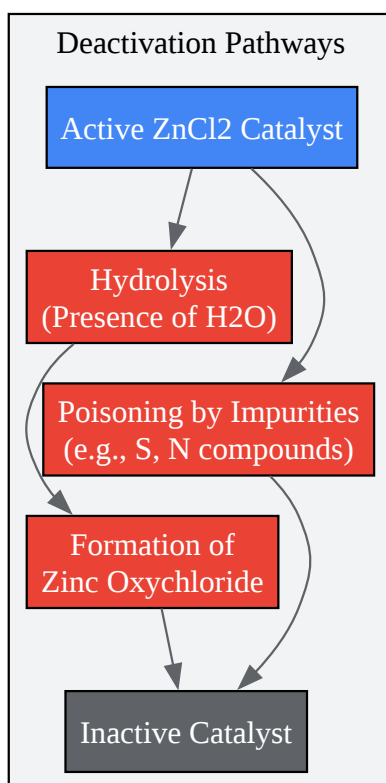 Deactivation Pathways
Active ZnCl2 Catalyst
Hydrolysis
(Presence of H2O)
Poisoning by Impurities
(e.g., S, N compounds)
Formation of
Zinc Oxychloride
Inactive Catalyst